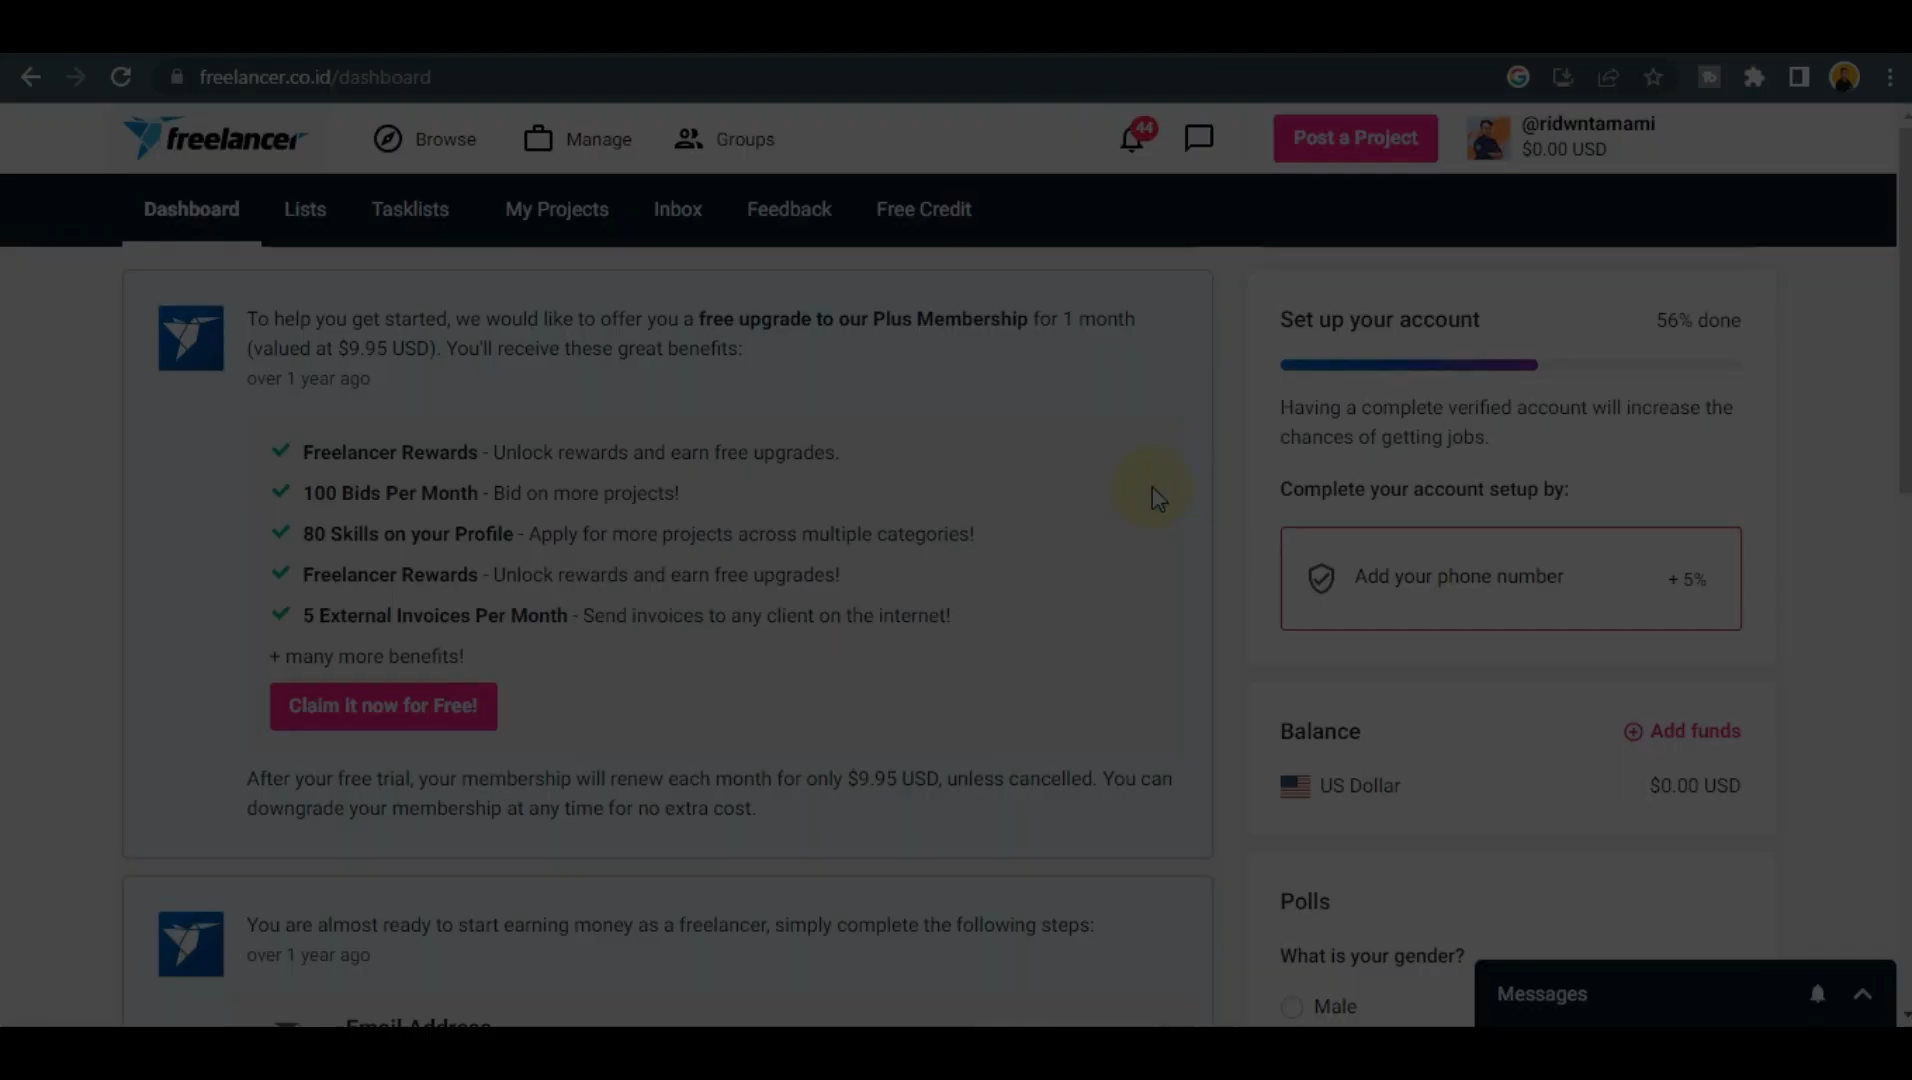 freelancer.co.id/dashboard
freelancer
Browse
Manage
Groups
44
Post a Project
@ridwntamami
$0.00 USD
Dashboard
Lists
Tasklists
My Projects
Inbox
Feedback
Free Credit
To help you get started, we would like to offer you a free upgrade to our Plus Membership for 1 month
(valued at $9.95 USD). You'll receive these great benefits:
over 1 year ago
Freelancer Rewards - Unlock rewards and earn free upgrades.
100 Bids Per Month - Bid on more projects!
80 Skills on your Profile - Apply for more projects across multiple categories!
Freelancer Rewards - Unlock rewards and earn free upgrades!
5 External Invoices Per Month - Send invoices to any client on the internet!
+ many more benefits!
Claim it now for Free!
After your free trial, your membership will renew each month for only $9.95 USD, unless cancelled. You can
downgrade your membership at any time for no extra cost.
You are almost ready to start earning money as a freelancer, simply complete the following steps:
over 1 year ago
Email Address
Set up your account
56% done
Having a complete verified account will increase the
chances of getting jobs.
Complete your account setup by:
Add your phone number
+ 5%
Balance
Add funds
US Dollar
$0.00 USD
Polls
What is your gender?
Male
Messages